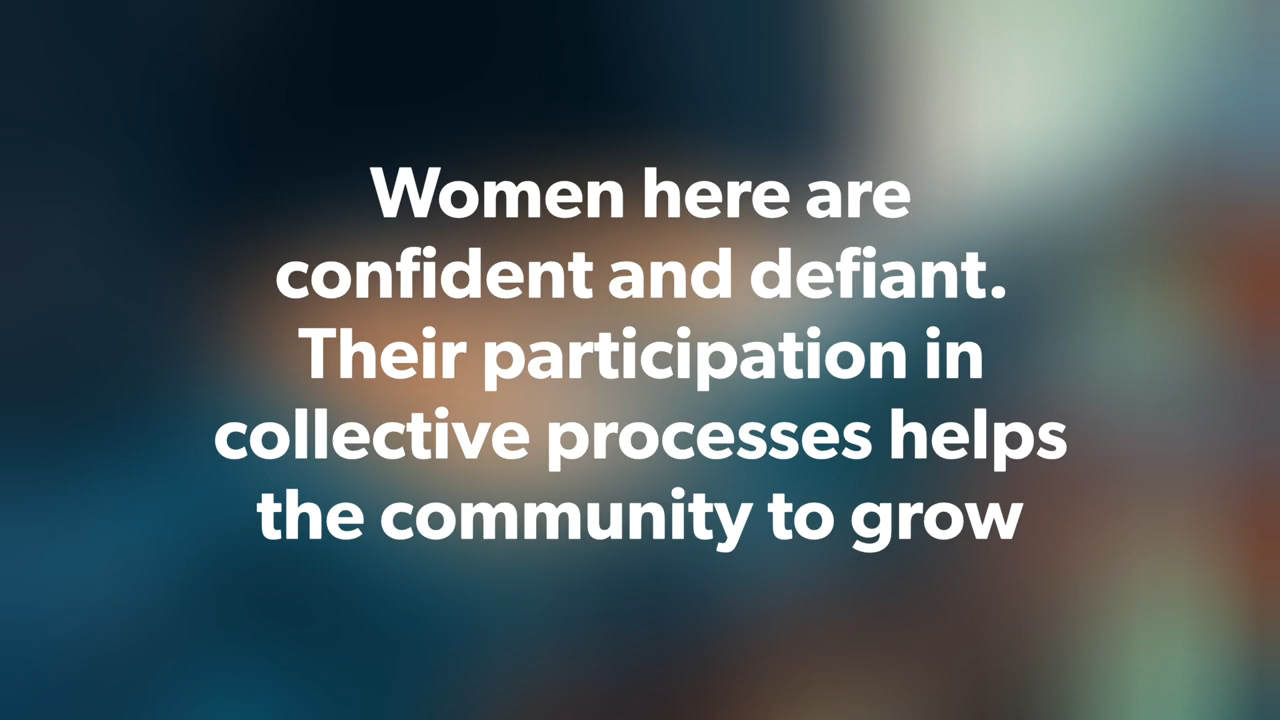 Women here are
confident and defiant.
Their participation in
collective processes helps
the community to grow